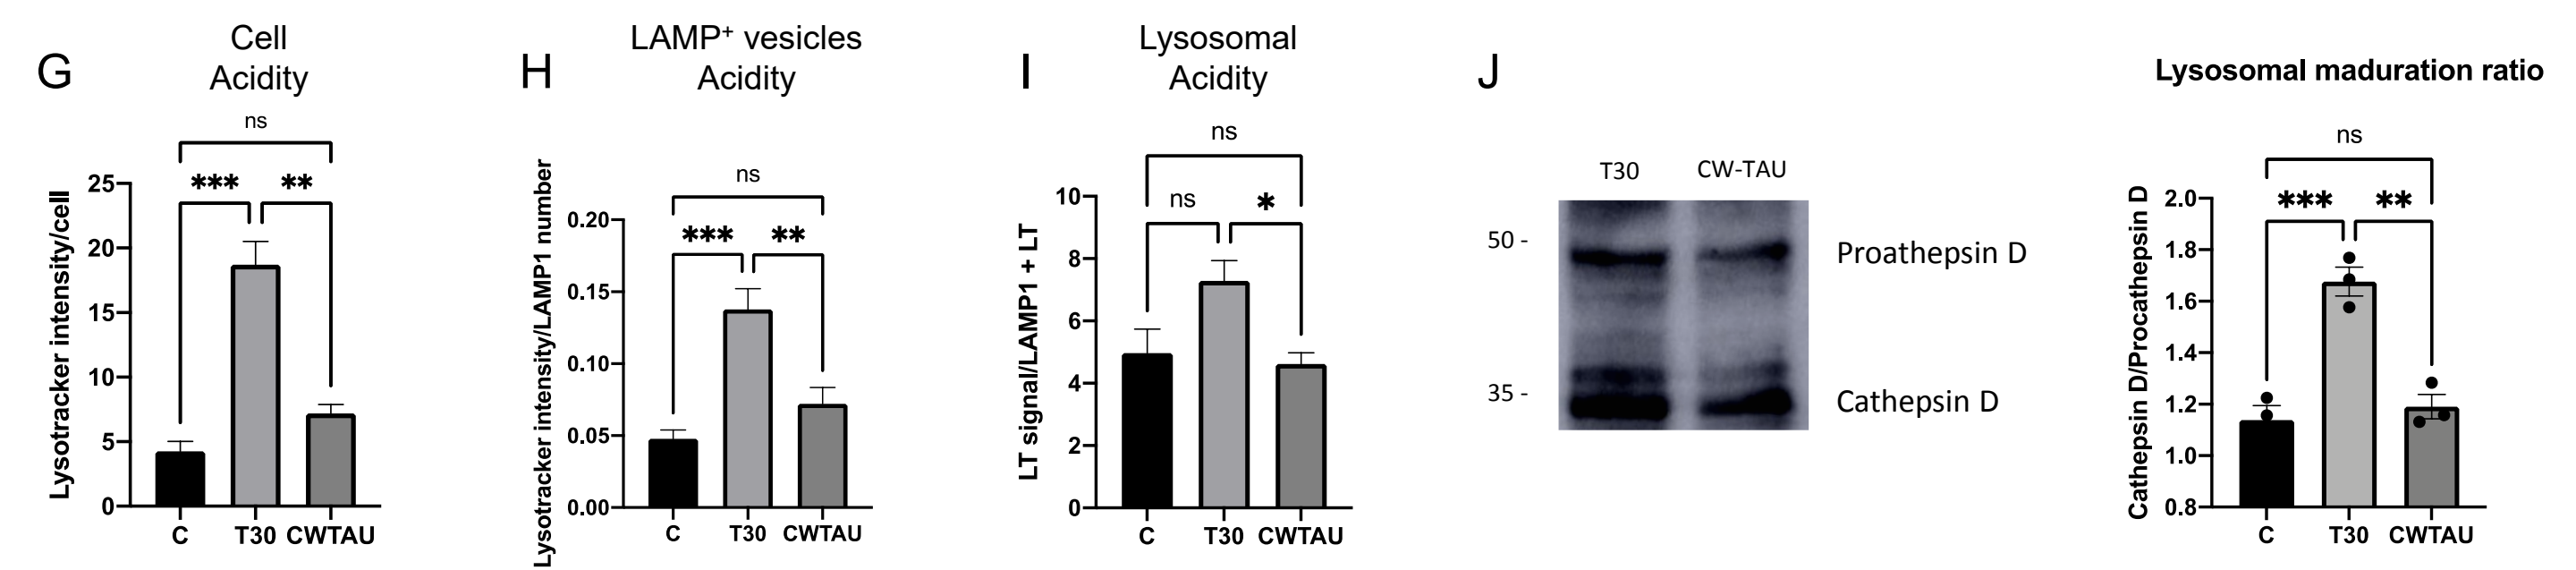 G
Cell
Acidity
ns
*** **
Lysotracker intensity/cell
25
20
15
10
5
0
C T30 CWTAU
H
LAMP+ vesicles
Acidity
ns
*** **
Lysotracker intensity/LAMP1 number
0.20
0.15
0.10
0.05
0.00
C T30 CWTAU
I
Lysosomal
Acidity
ns
ns *
LT signal/LAMP1 + LT
10
8
6
4
2
0
C T30 CWTAU
J
T30 CW-TAU
50 -
Proathepsin D
35 -
Cathepsin D
Lysosomal maduration ratio
ns
*** **
Cathepsin D/Procathepsin D
2.0
1.8
1.6
1.4
1.2
1.0
0.8
C T30 CWTAU